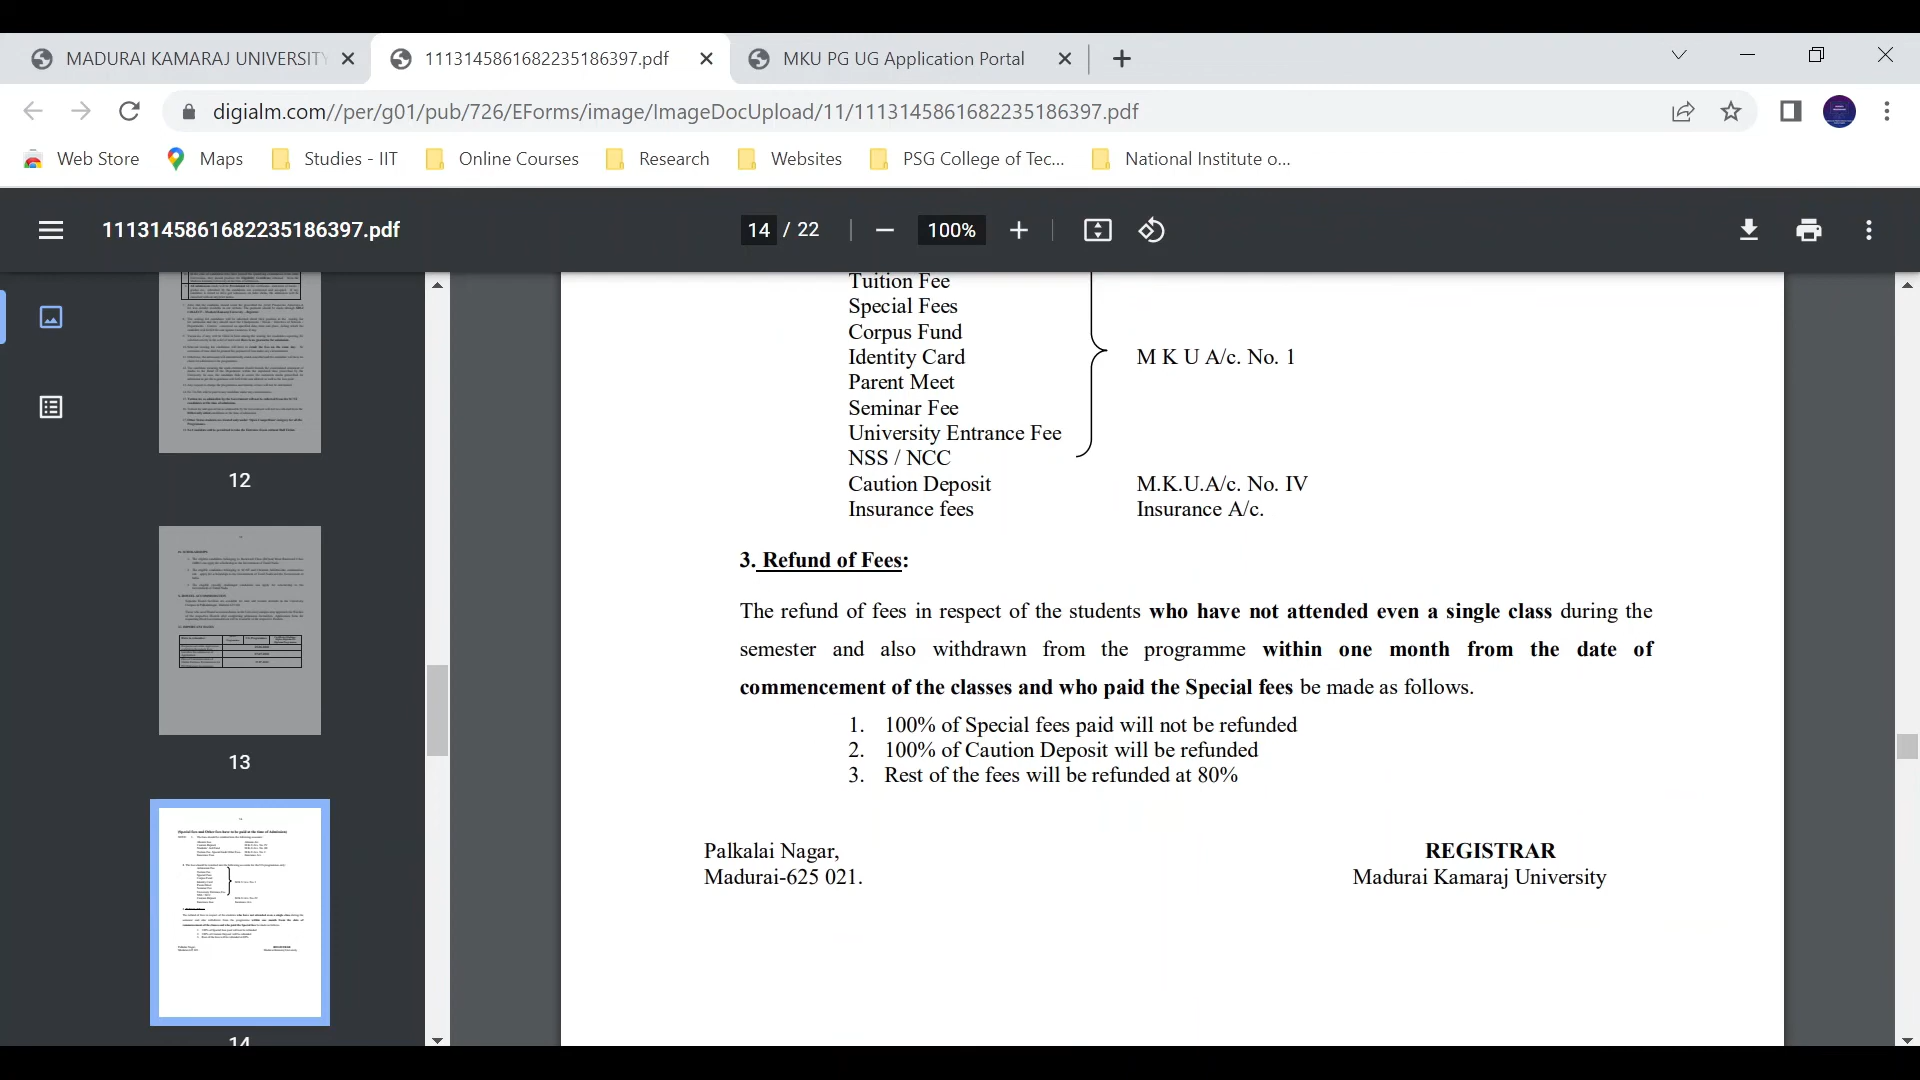 MADURAI KAMARAJ UNIVERSITY
1113145861682235186397.pdf
MKU PG UG Application Portal
digialm.com//per/g01/pub/726/EForms/image/ImageDocUpload/11/1113145861682235186397.pdf
Web Store
Maps
Studies - IIT
Online Courses
Research
Websites
PSG College of Tec...
National Institute o...
1113145861682235186397.pdf
14 / 22
100%
12
13
14
Tuition Fee
Special Fees
Corpus Fund
Identity Card
M K U A/c. No. 1
Parent Meet
Seminar Fee
University Entrance Fee
NSS / NCC
Caution Deposit
M.K.U.A/c. No. IV
Insurance fees
Insurance A/c.
3. Refund of Fees:
The refund of fees in respect of the students who have not attended even a single class during the
semester and also withdrawn from the programme within one month from the date of
commencement of the classes and who paid the Special fees be made as follows.
1. 100% of Special fees paid will not be refunded
2. 100% of Caution Deposit will be refunded
3. Rest of the fees will be refunded at 80%
Palkalai Nagar,
REGISTRAR
Madurai-625 021.
Madurai Kamaraj University